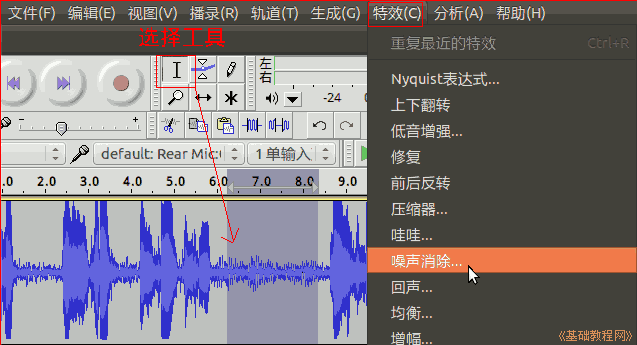 文件(F) 编辑(E) 视图(V) 播录(R) 轨道(T) 生成(G) 特效(C) 分析(A) 帮助(H)
选择工具
重复最近的特效 Ctrl+R
Nyquist表达式...
左
右
-24
上下翻转
低音增强...
- +
修复
default: Rear Mic:
1 单输入
前后反转
.0 2.0 3.0 4.0 5.0 6.0 7.0 8.0 9.0
压缩器...
哇哇...
噪声消除...
回声...
均衡...
增幅...
《基础教程网》